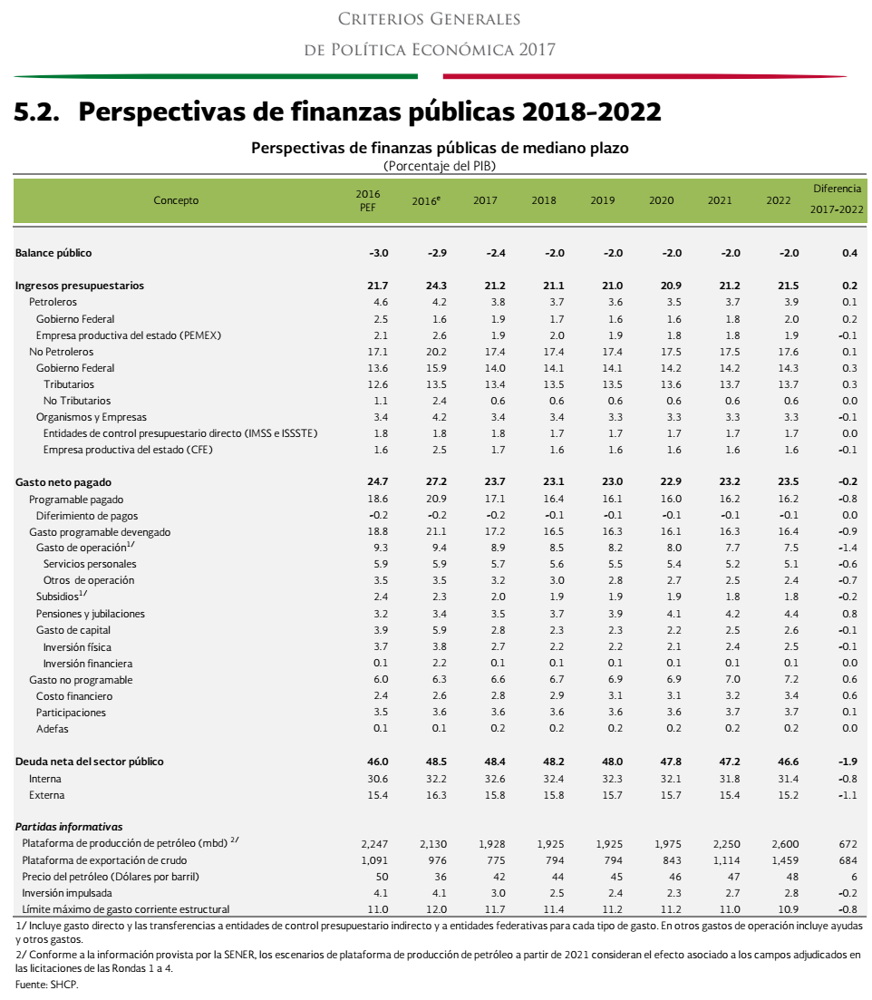 CRITERIOS GENERALES
DE POLÍTICA ECONÓMICA 2017
5.2. Perspectivas de finanzas públicas 2018-2022
Perspectivas de finanzas públicas de mediano plazo
(Porcentaje del PIB)
Concepto 2016 PEF 2016e 2017 2018 2019 2020 2021 2022 Diferencia 2017-2022
Balance público -3.0 -2.9 -2.4 -2.0 -2.0 -2.0 -2.0 -2.0 0.4
Ingresos presupuestarios 21.7 24.3 21.2 21.1 21.0 20.9 21.2 21.5 0.2
Petroleros 4.6 4.2 3.8 3.7 3.6 3.5 3.7 3.9 0.1
Gobierno Federal 2.5 1.6 1.9 1.7 1.6 1.6 1.8 2.0 0.2
Empresa productiva del estado (PEMEX) 2.1 2.6 1.9 2.0 1.9 1.8 1.8 1.9 -0.1
No Petroleros 17.1 20.2 17.4 17.4 17.4 17.5 17.5 17.6 0.1
Gobierno Federal 13.6 15.9 14.0 14.1 14.1 14.2 14.2 14.3 0.3
Tributarios 12.6 13.5 13.4 13.5 13.5 13.6 13.7 13.7 0.3
No Tributarios 1.1 2.4 0.6 0.6 0.6 0.6 0.6 0.6 0.0
Organismos y Empresas 3.4 4.2 3.4 3.4 3.3 3.3 3.3 3.3 -0.1
Entidades de control presupuestario directo (IMSS e ISSSTE) 1.8 1.8 1.8 1.7 1.7 1.7 1.7 1.7 0.0
Empresa productiva del estado (CFE) 1.6 2.5 1.7 1.6 1.6 1.6 1.6 1.6 -0.1
Gasto neto pagado 24.7 27.2 23.7 23.1 23.0 22.9 23.2 23.5 -0.2
Programable pagado 18.6 20.9 17.1 16.4 16.1 16.0 16.2 16.2 -0.8
Diferimiento de pagos -0.2 -0.2 -0.2 -0.1 -0.1 -0.1 -0.1 -0.1 0.0
Gasto programable devengado 18.8 21.1 17.2 16.5 16.3 16.1 16.3 16.4 -0.9
Gasto de operación1/ 9.3 9.4 8.9 8.5 8.2 8.0 7.7 7.5 -1.4
Servicios personales 5.9 5.9 5.7 5.6 5.5 5.4 5.2 5.1 -0.6
Otros de operación 3.5 3.5 3.2 3.0 2.8 2.7 2.5 2.4 -0.7
Subsidios1/ 2.4 2.3 2.0 1.9 1.9 1.9 1.8 1.8 -0.2
Pensiones y jubilaciones 3.2 3.4 3.5 3.7 3.9 4.1 4.2 4.4 0.8
Gasto de capital 3.9 5.9 2.8 2.3 2.3 2.2 2.5 2.6 -0.1
Inversión física 3.7 3.8 2.7 2.2 2.2 2.1 2.4 2.5 -0.1
Inversión financiera 0.1 2.2 0.1 0.1 0.1 0.1 0.1 0.1 0.0
Gasto no programable 6.0 6.3 6.6 6.7 6.9 6.9 7.0 7.2 0.6
Costo financiero 2.4 2.6 2.8 2.9 3.1 3.1 3.2 3.4 0.6
Participaciones 3.5 3.6 3.6 3.6 3.6 3.6 3.7 3.7 0.1
Adefas 0.1 0.1 0.2 0.2 0.2 0.2 0.2 0.2 0.0
Deuda neta del sector público 46.0 48.5 48.4 48.2 48.0 47.8 47.2 46.6 -1.9
Interna 30.6 32.2 32.6 32.4 32.3 32.1 31.8 31.4 -0.8
Externa 15.4 16.3 15.8 15.8 15.7 15.7 15.4 15.2 -1.1
Partidas informativas
Plataforma de producción de petróleo (mbd) 2/ 2,247 2,130 1,928 1,925 1,925 1,975 2,250 2,600 672
Plataforma de exportación de crudo 1,091 976 775 794 794 843 1,114 1,459 684
Precio del petróleo (Dólares por barril) 50 36 42 44 45 46 47 48 6
Inversión impulsada 4.1 4.1 3.0 2.5 2.4 2.3 2.7 2.8 -0.2
Límite máximo de gasto corriente estructural 11.0 12.0 11.7 11.4 11.2 11.2 11.0 10.9 -0.8
1/ Incluye gasto directo y las transferencias a entidades de control presupuestario indirecto y a entidades federativas para cada tipo de gasto. En otros gastos de operación incluye ayudas
y otros gastos.
2/ Conforme a la información provista por la SENER, los escenarios de plataforma de producción de petróleo a partir de 2021 consideran el efecto asociado a los campos adjudicados en
las licitaciones de las Rondas 1 a 4.
Fuente: SHCP.